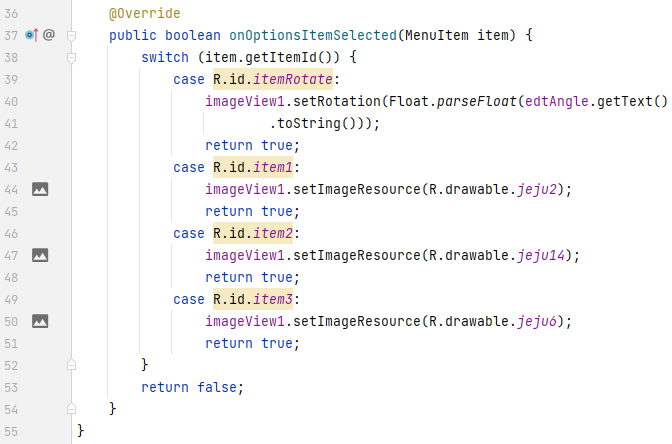 36 @Override
37 @ public boolean onOptionsItemSelected(MenuItem item) {
38 switch (item.getItemId()) {
39 case R.id.itemRotate:
40 imageView1.setRotation(Float.parseFloat(edtAngle.getText()
41 .toString()));
42 return true;
43 case R.id.item1:
44 imageView1.setImageResource(R.drawable.jeju2);
45 return true;
46 case R.id.item2:
47 imageView1.setImageResource(R.drawable.jeju14);
48 return true;
49 case R.id.item3:
50 imageView1.setImageResource(R.drawable.jeju6);
51 return true;
52 }
53 return false;
54 }
55 }